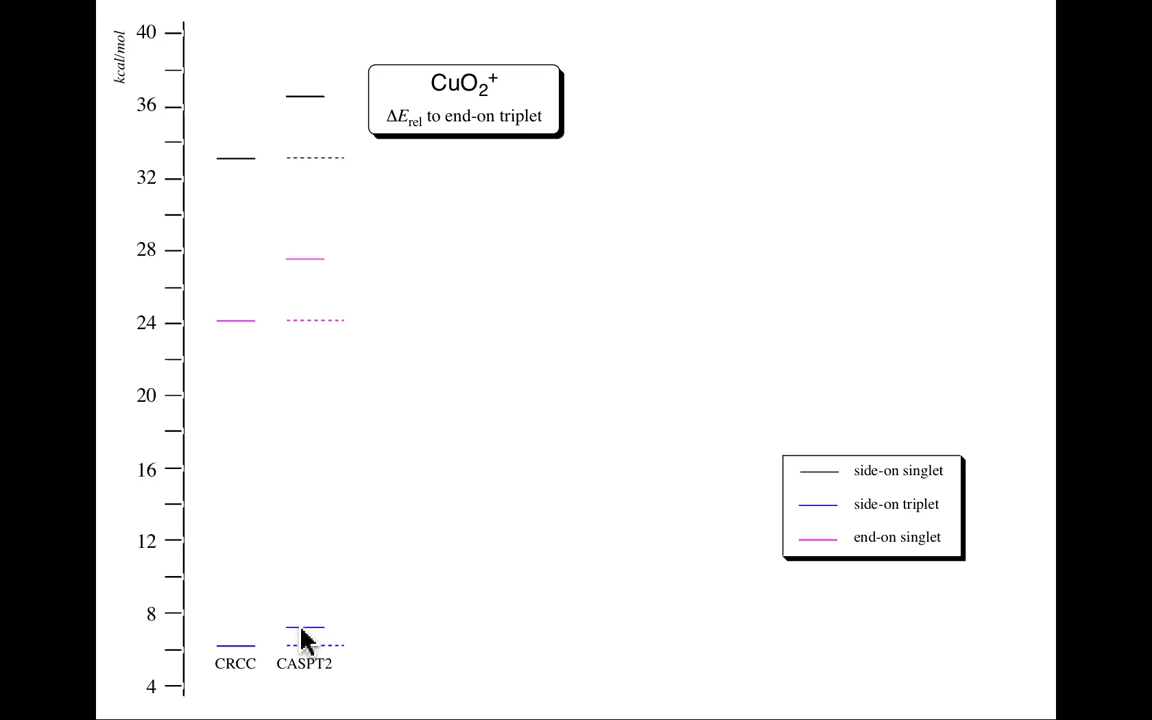 kcal/mol
40
36
32
28
24
20
16
12
8
4
CuO₂⁺
ΔE_rel to end-on triplet
side-on singlet
side-on triplet
end-on singlet
CRCC
CASPT2